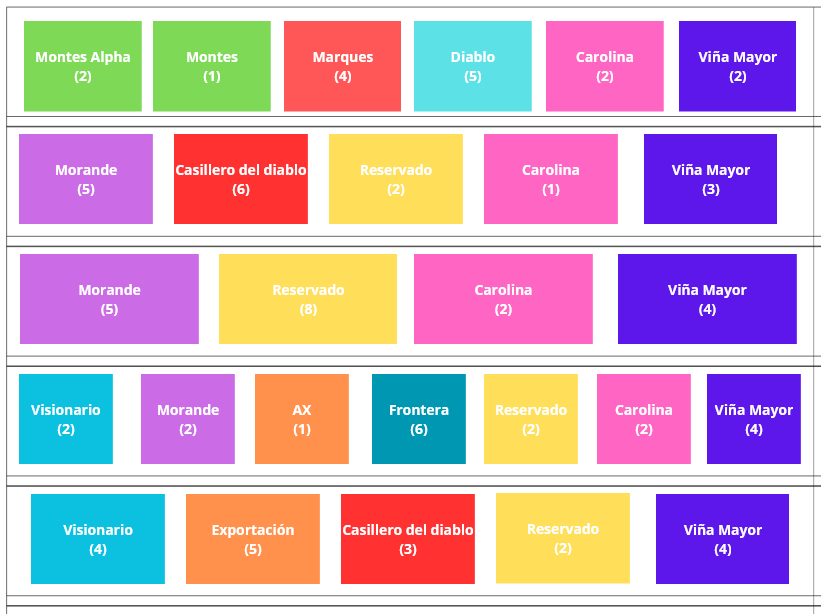 Montes Alpha
(2)
Montes
(1)
Marques
(4)
Diablo
(5)
Carolina
(2)
Viña Mayor
(2)
Morande
(5)
Casillero del diablo
(6)
Reservado
(2)
Carolina
(1)
Viña Mayor
(3)
Morande
(5)
Reservado
(8)
Carolina
(2)
Viña Mayor
(4)
Visionario
(2)
Morande
(2)
AX
(1)
Frontera
(6)
Reservado
(2)
Carolina
(2)
Viña Mayor
(4)
Visionario
(4)
Exportación
(5)
Casillero del diablo
(3)
Reservado
(2)
Viña Mayor
(4)